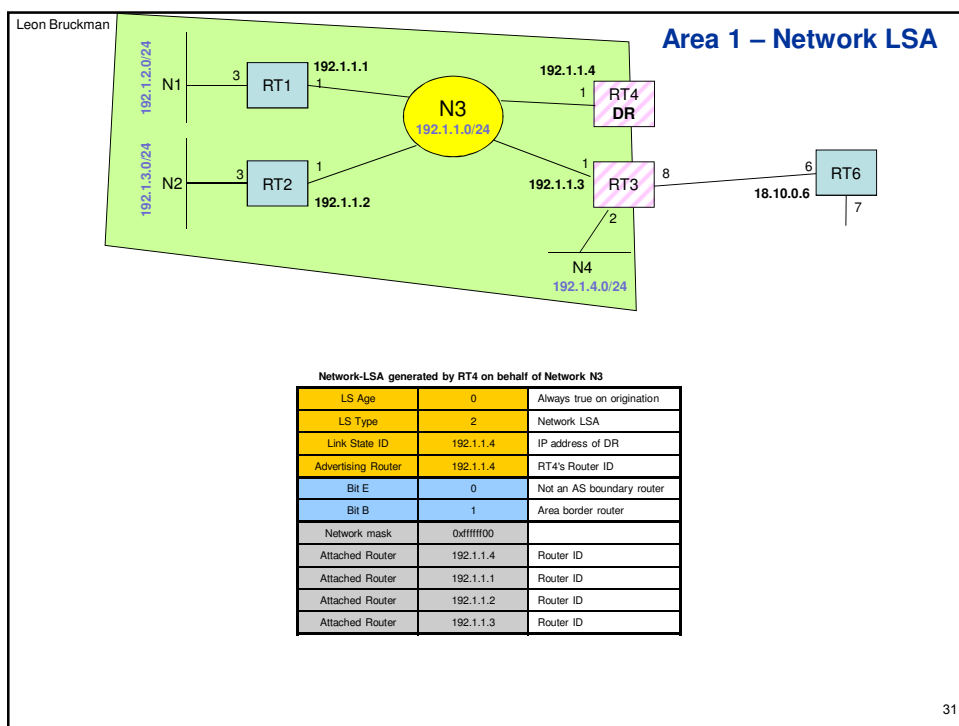 Leon Bruckman
Area 1 – Network LSA
192.1.2.0/24
N1
3
RT1
192.1.1.1
1
N3
192.1.1.0/24
192.1.1.4
1
RT4
DR
192.1.3.0/24
N2
3
RT2
1
192.1.1.2
1
192.1.1.3
RT3
8
2
6
RT6
18.10.0.6
7
N4
192.1.4.0/24
Network-LSA generated by RT4 on behalf of Network N3
LS Age 0 Always true on origination
LS Type 2 Network LSA
Link State ID 192.1.1.4 IP address of DR
Advertising Router 192.1.1.4 RT4's Router ID
Bit E 0 Not an AS boundary router
Bit B 1 Area border router
Network mask 0xffffff00
Attached Router 192.1.1.4 Router ID
Attached Router 192.1.1.1 Router ID
Attached Router 192.1.1.2 Router ID
Attached Router 192.1.1.3 Router ID
31